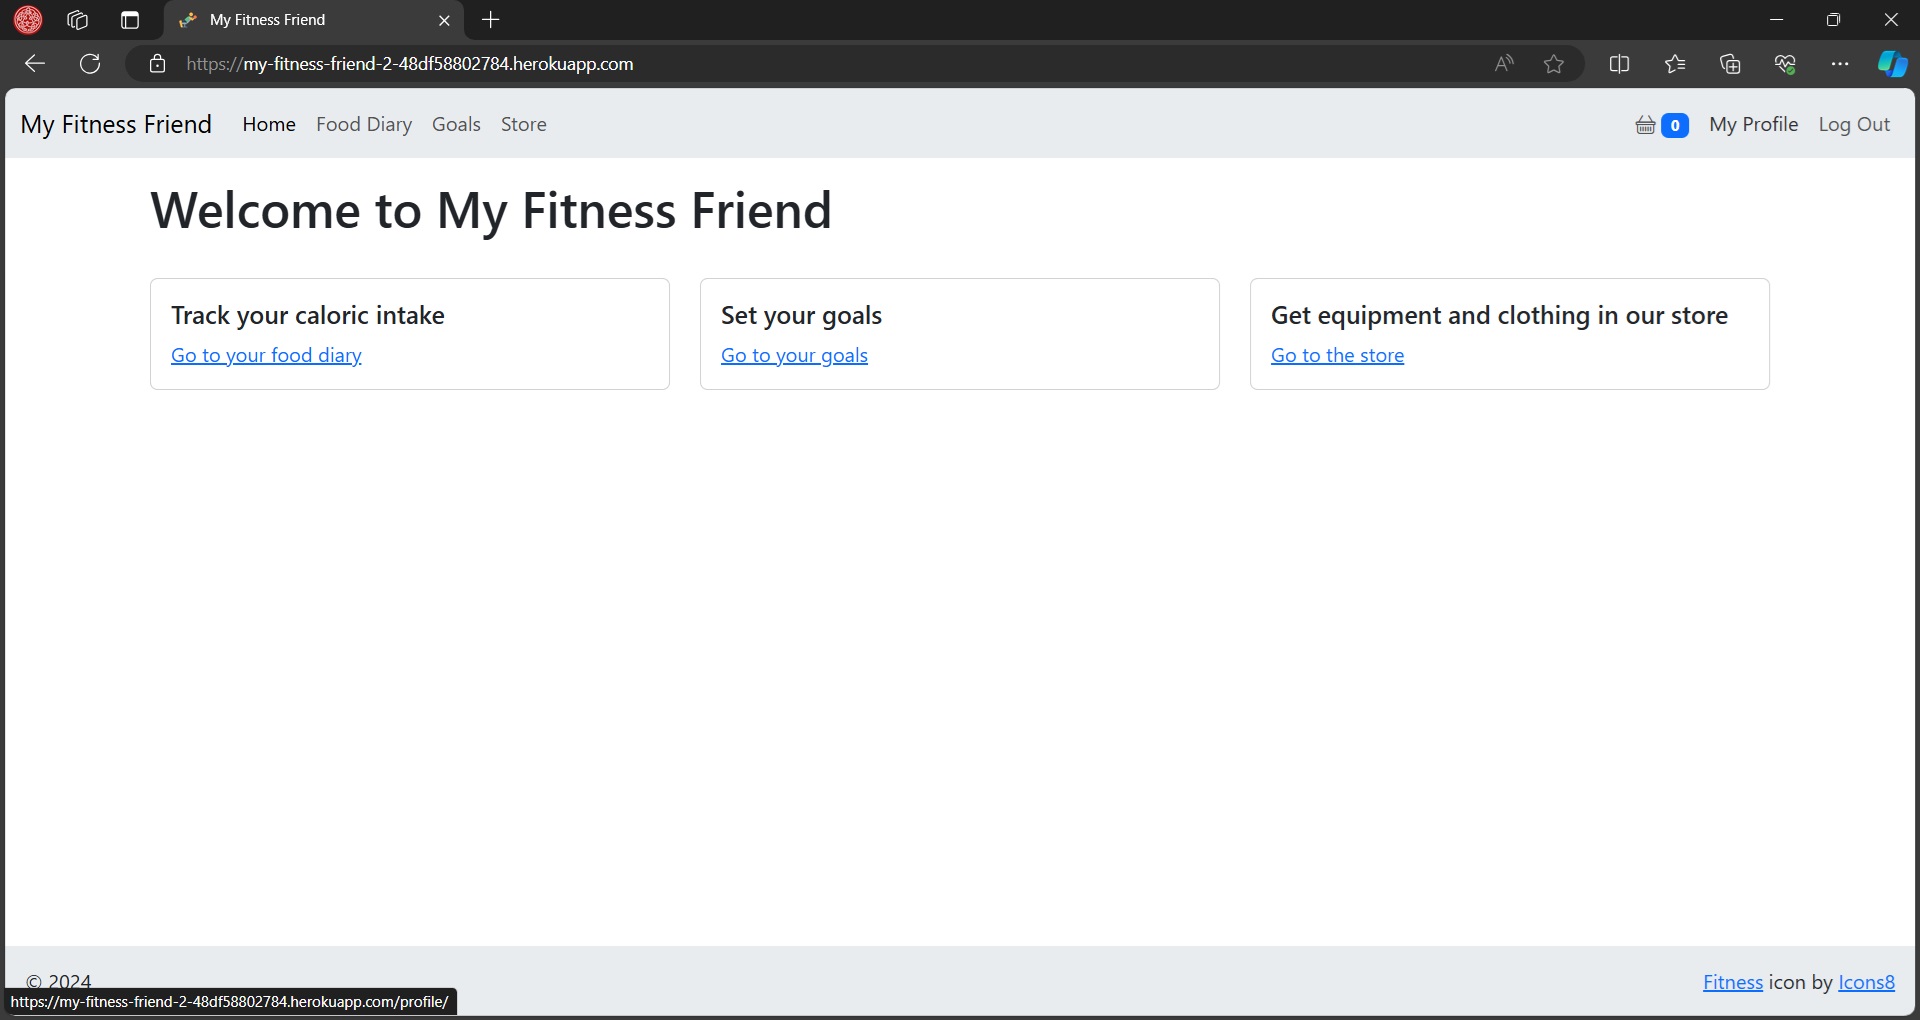 My Fitness Friend
https://my-fitness-friend-2-48df58802784.herokuapp.com
My Fitness Friend Home Food Diary Goals Store 0 My Profile Log Out
Welcome to My Fitness Friend
Track your caloric intake
Go to your food diary
Set your goals
Go to your goals
Get equipment and clothing in our store
Go to the store
© 2024
Fitness icon by Icons8
https://my-fitness-friend-2-48df58802784.herokuapp.com/profile/